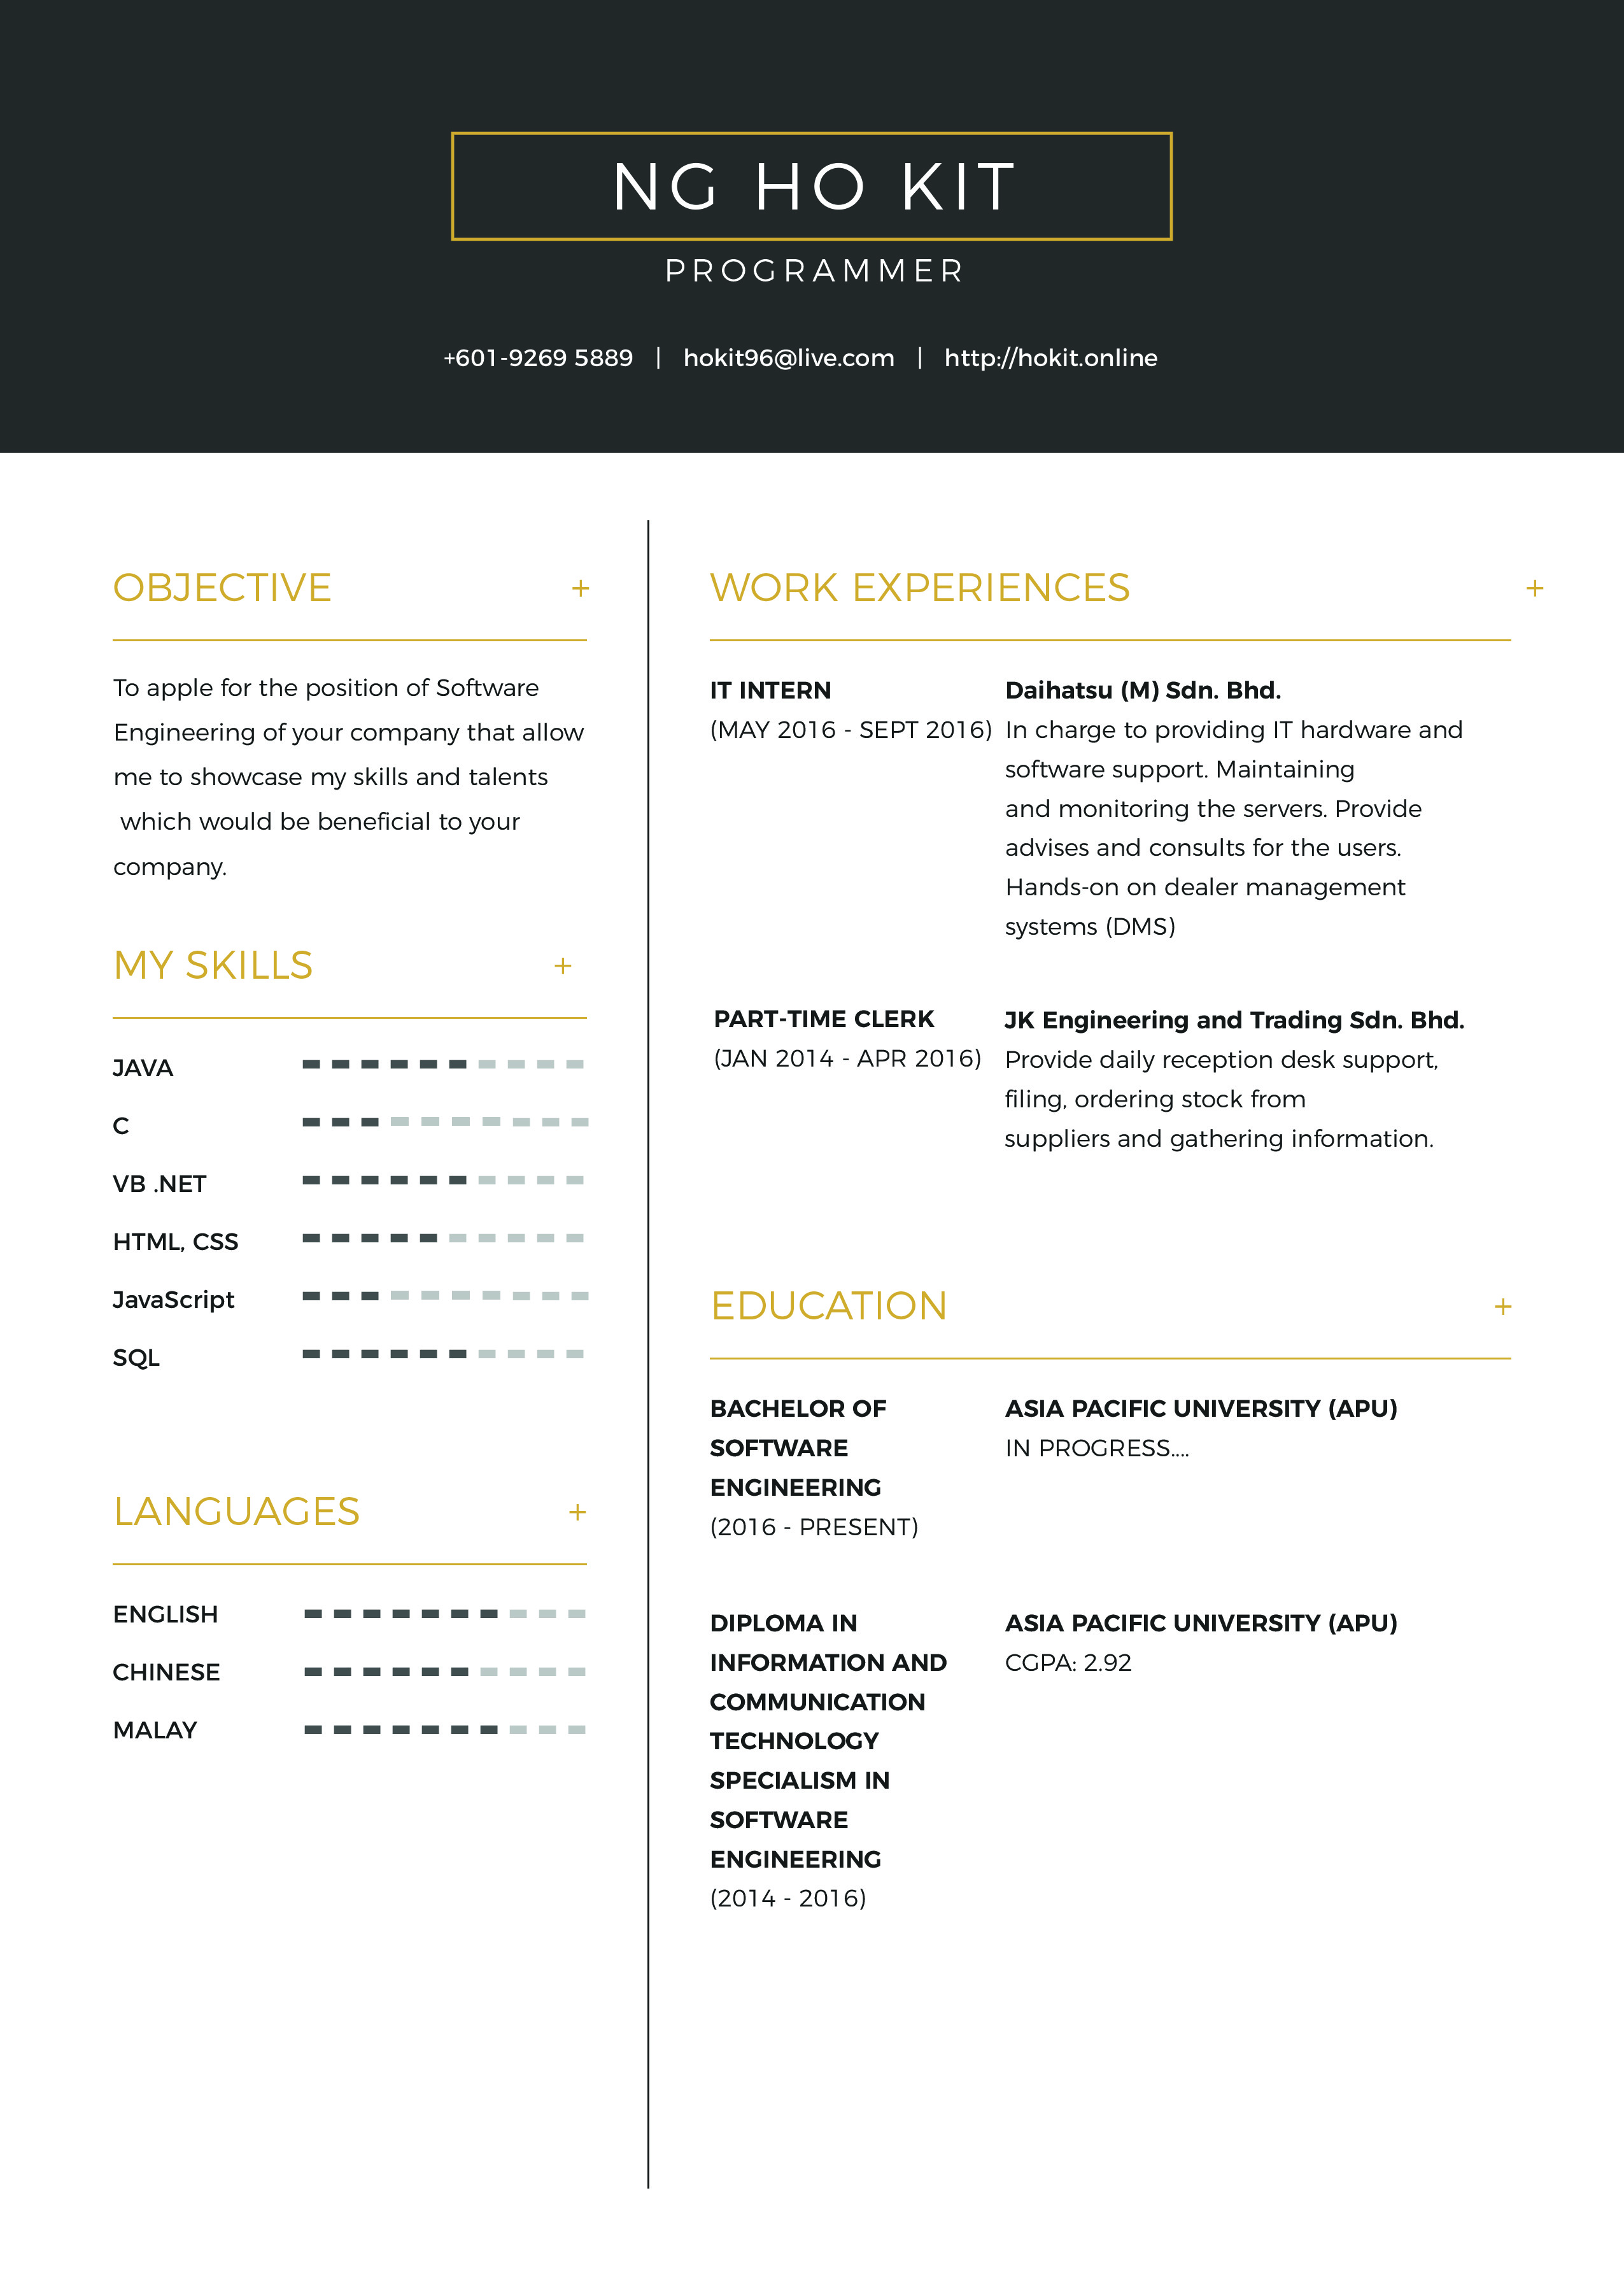 NG HO KIT
PROGRAMMER
+601-9269 5889 | hokit96@live.com | http://hokit.online
OBJECTIVE +
To apple for the position of Software
Engineering of your company that allow
me to showcase my skills and talents
which would be beneficial to your
company.
MY SKILLS +
JAVA
C
VB .NET
HTML, CSS
JavaScript
SQL
LANGUAGES +
ENGLISH
CHINESE
MALAY
WORK EXPERIENCES +
IT INTERN
(MAY 2016 - SEPT 2016)
Daihatsu (M) Sdn. Bhd.
In charge to providing IT hardware and
software support. Maintaining
and monitoring the servers. Provide
advises and consults for the users.
Hands-on on dealer management
systems (DMS)
PART-TIME CLERK
(JAN 2014 - APR 2016)
JK Engineering and Trading Sdn. Bhd.
Provide daily reception desk support,
filing, ordering stock from
suppliers and gathering information.
EDUCATION +
BACHELOR OF
SOFTWARE
ENGINEERING
(2016 - PRESENT)
ASIA PACIFIC UNIVERSITY (APU)
IN PROGRESS....
DIPLOMA IN
INFORMATION AND
COMMUNICATION
TECHNOLOGY
SPECIALISM IN
SOFTWARE
ENGINEERING
(2014 - 2016)
ASIA PACIFIC UNIVERSITY (APU)
CGPA: 2.92